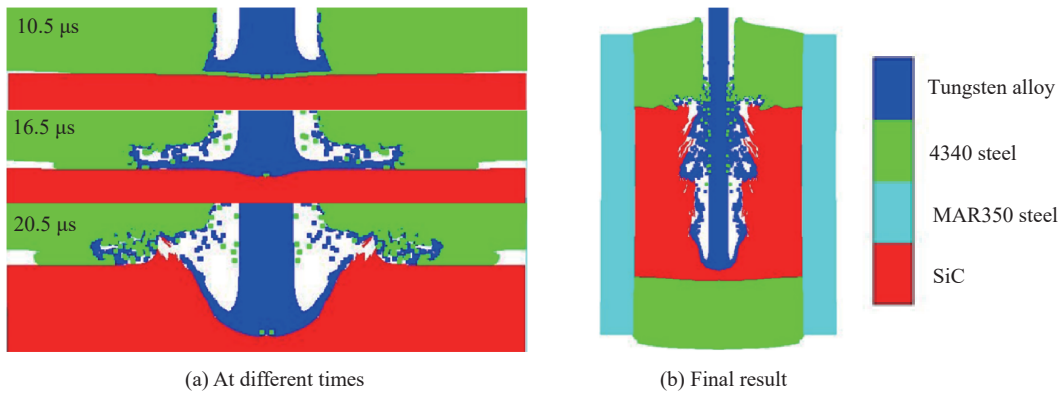 10.5 μs
16.5 μs
20.5 μs
(a) At different times
(b) Final result
Tungsten alloy
4340 steel
MAR350 steel
SiC